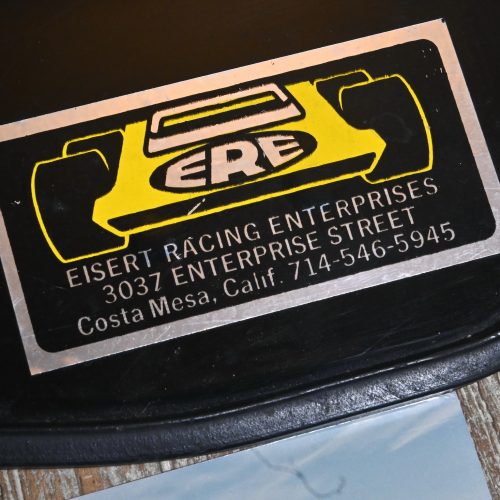 ERE
EISERT RACING ENTERPRISES
3037 ENTERPRISE STREET
Costa Mesa, Calif. 714-546-5945